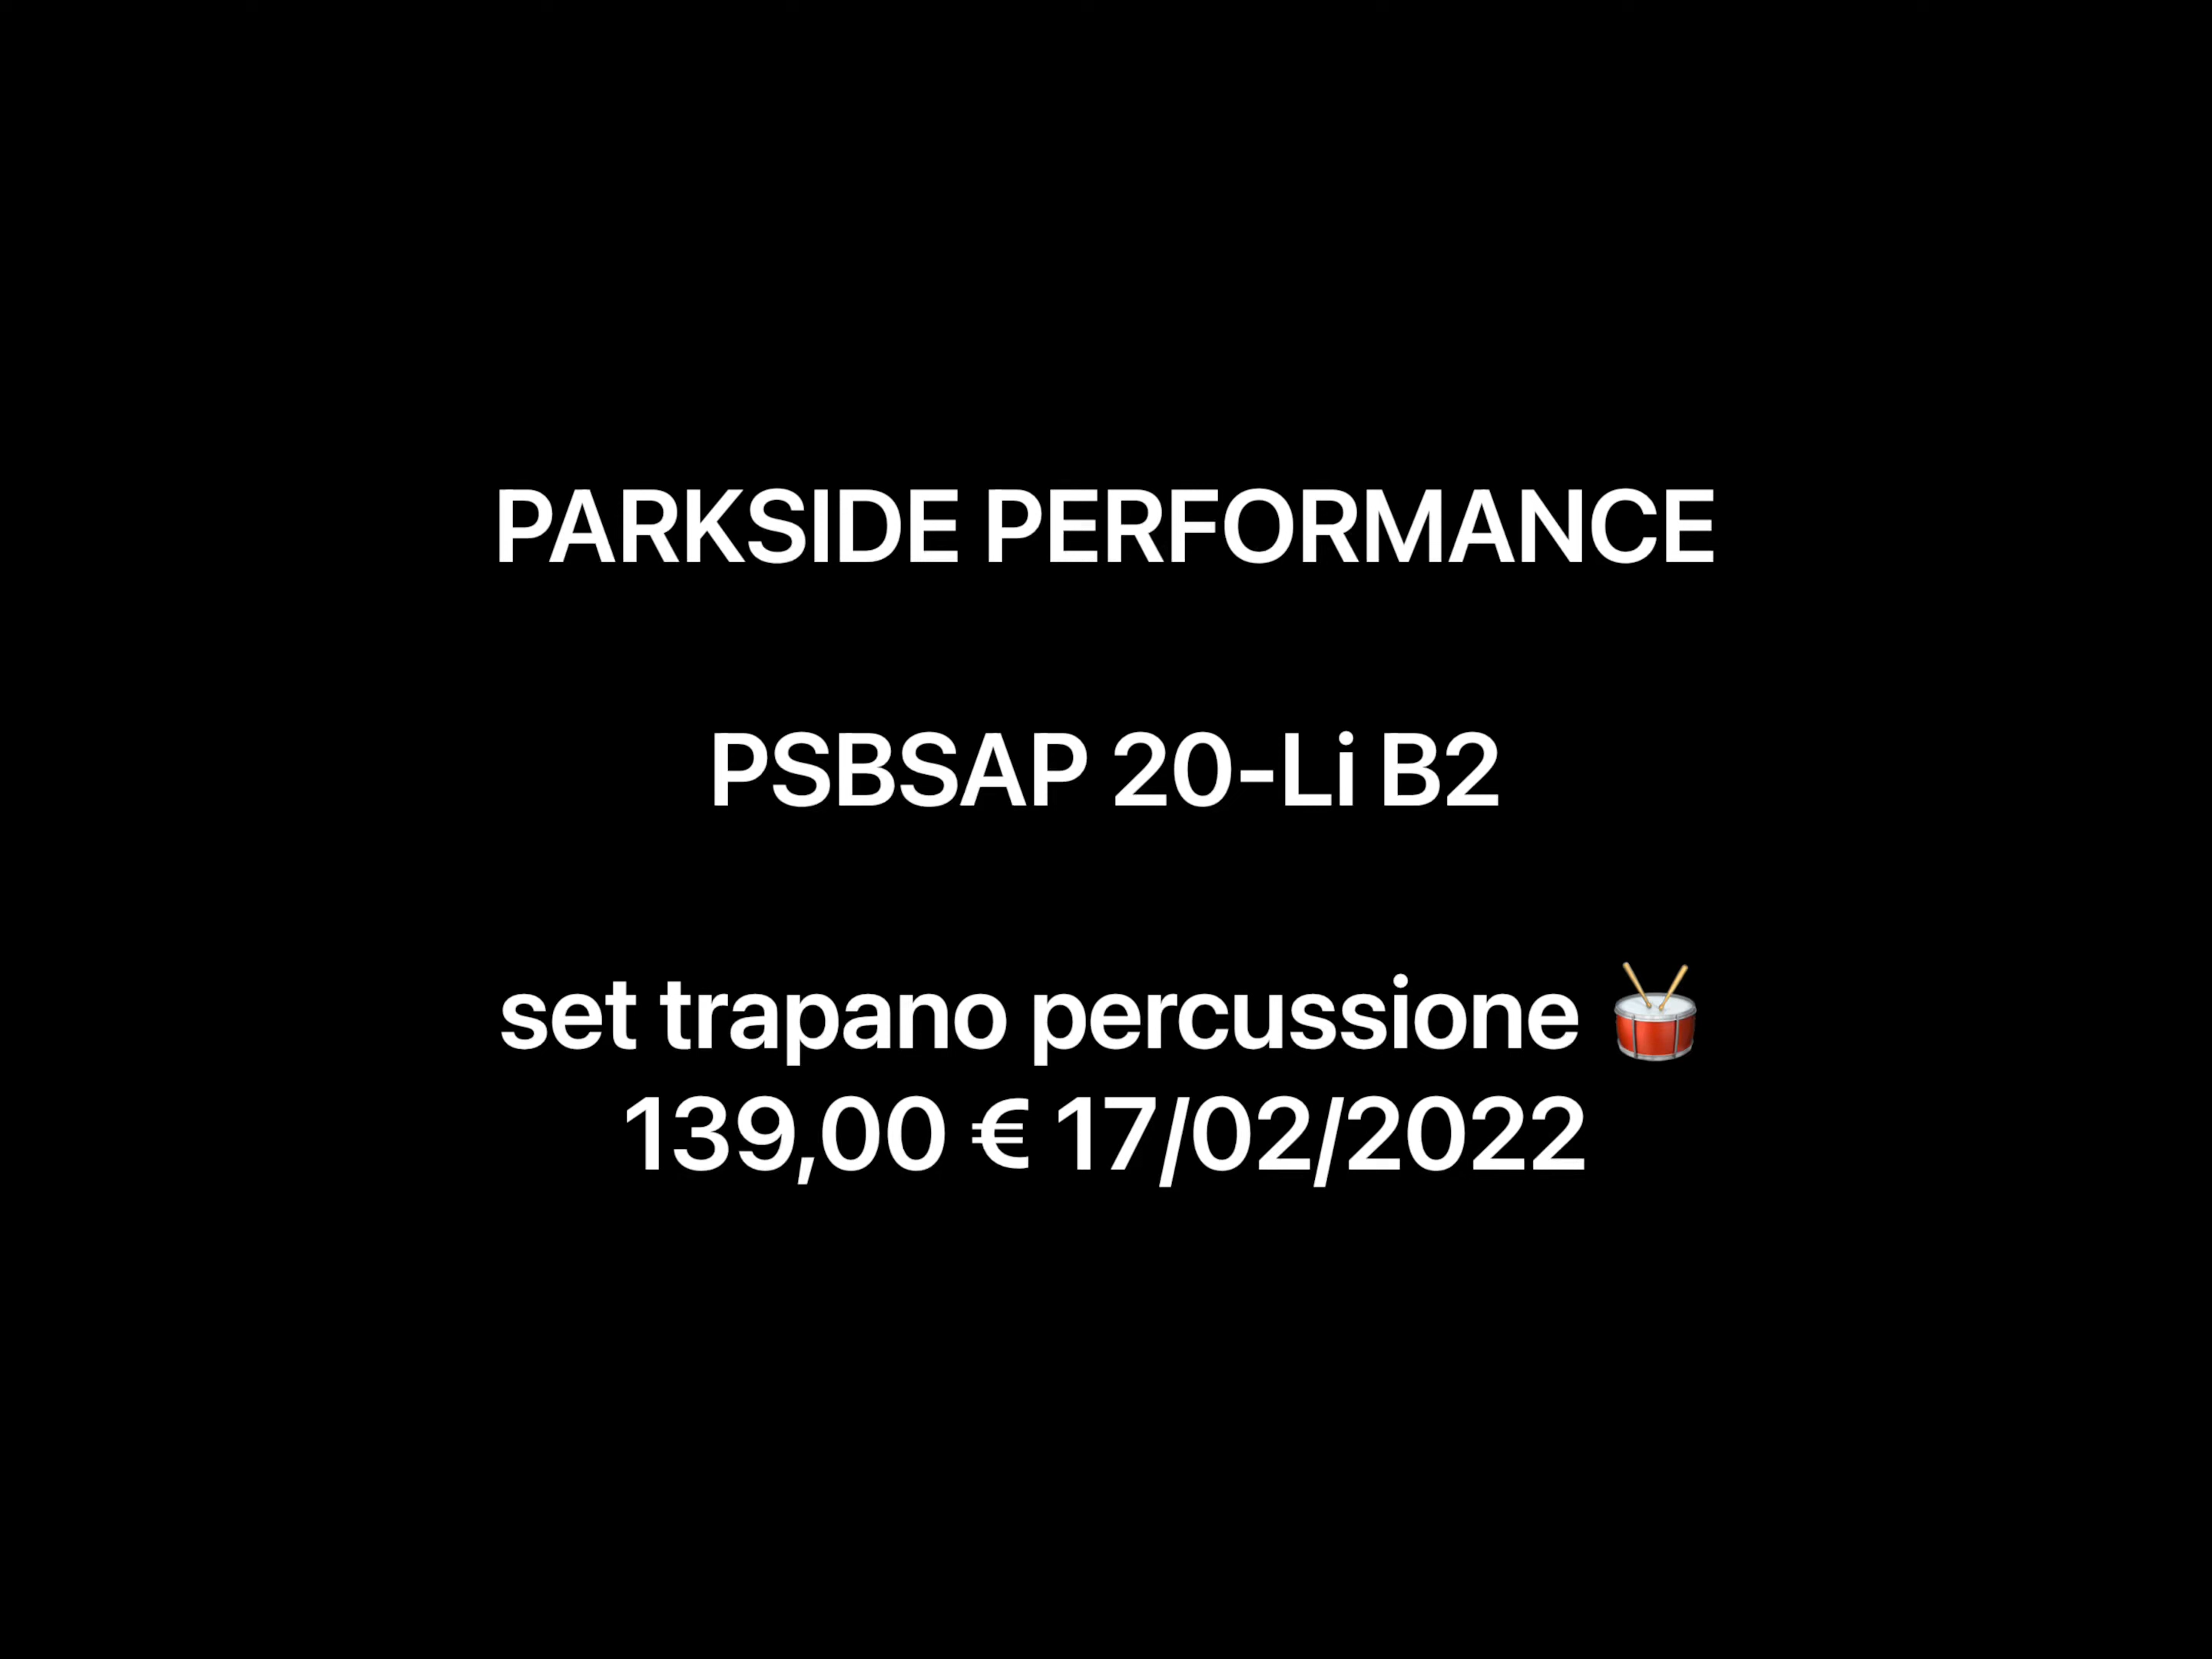 PARKSIDE PERFORMANCE
PSBSAP 20-Li B2
set trapano percussione 🥁
139,00 € 17/02/2022